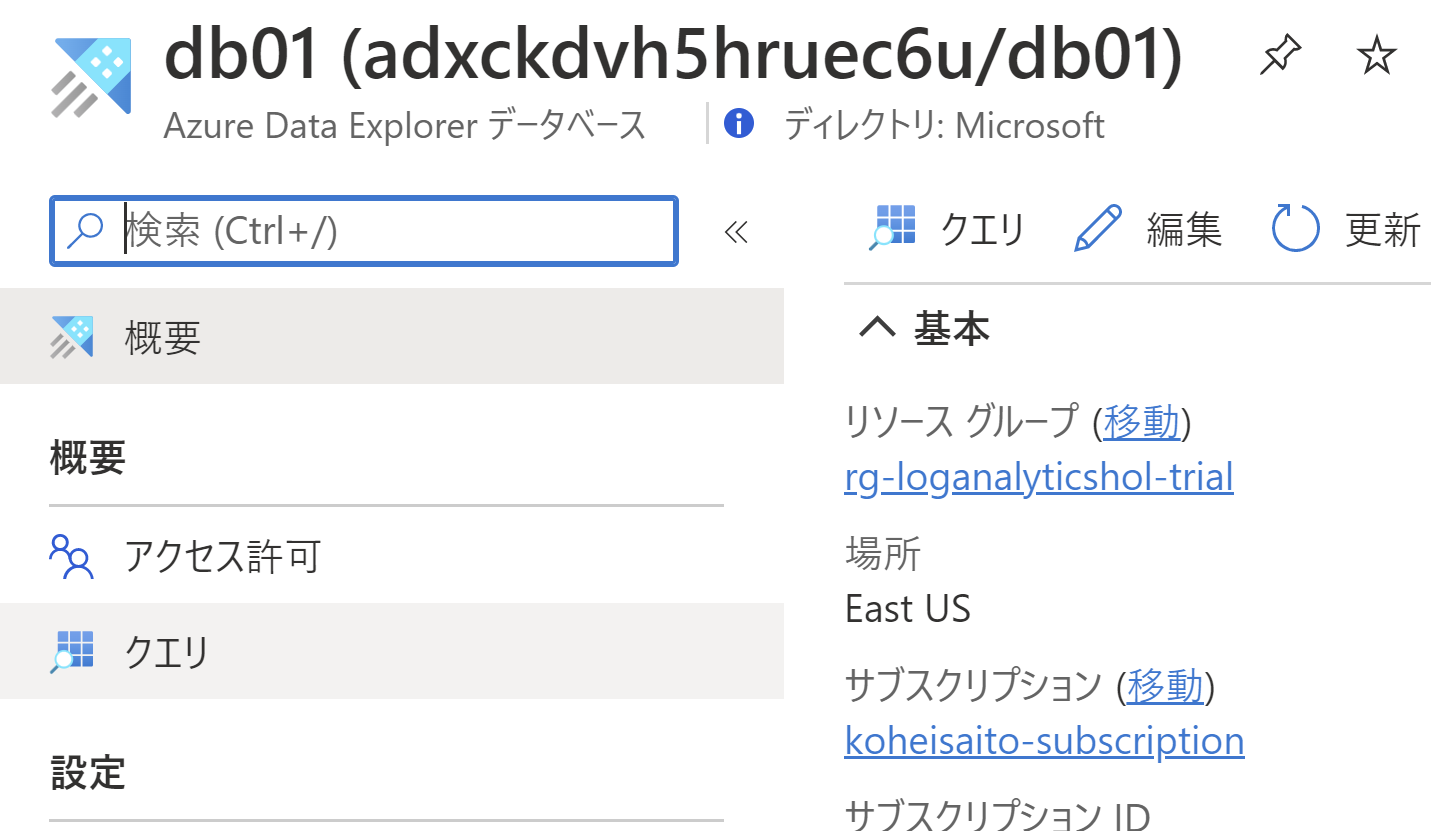 db01 (adxckdvh5hruec6u/db01)
Azure Data Explorer データベース
ディレクトリ: Microsoft
検索 (Ctrl+/)
概要
概要
アクセス許可
クエリ
設定
クエリ 編集 更新
基本
リソース グループ (移動)
rg-loganalyticshol-trial
場所
East US
サブスクリプション (移動)
koheisaito-subscription
サブスクリプション ID